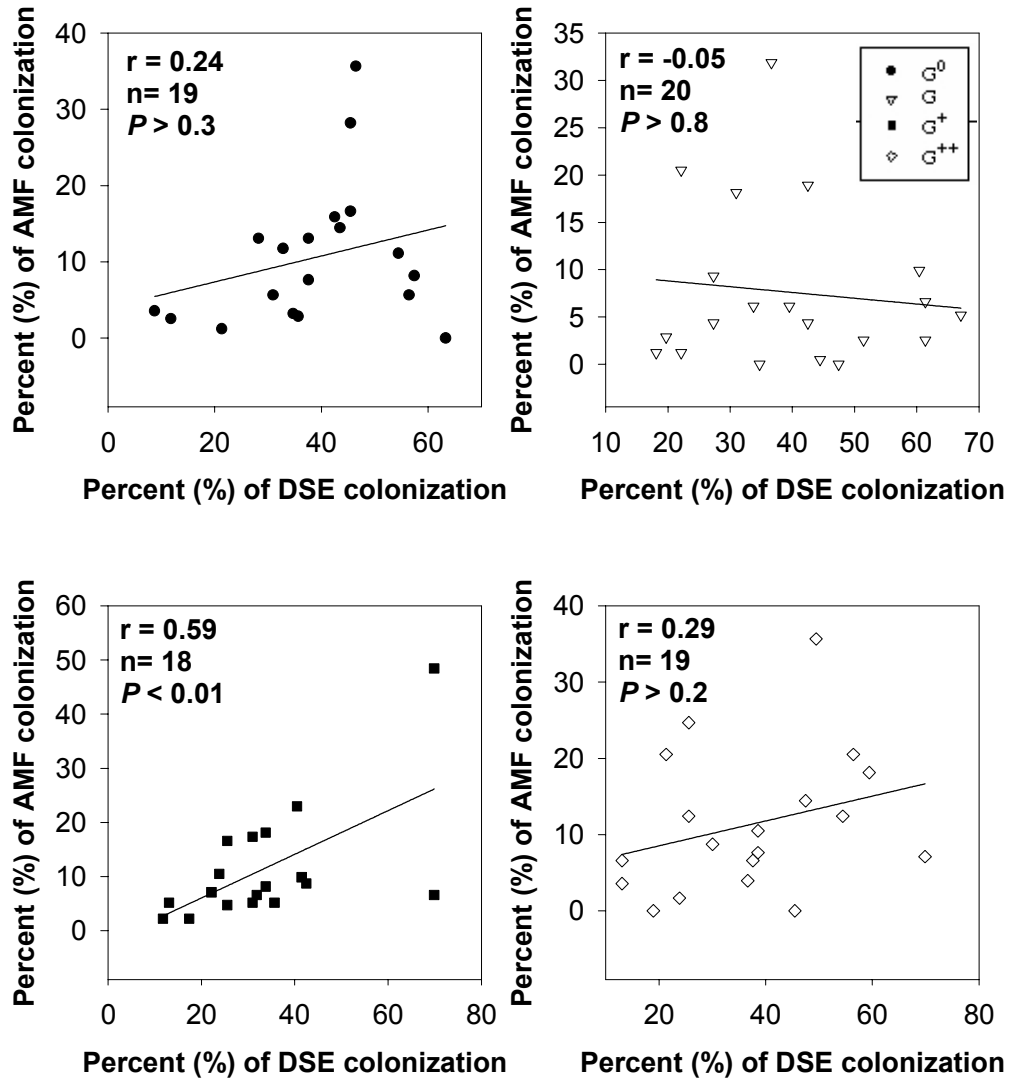 r = 0.24
n= 19
P > 0.3
40
30
20
10
0
0 20 40 60
Percent (%) of AMF colonization
Percent (%) of DSE colonization
r = -0.05
n= 20
P > 0.8
G⁰
G
G⁺
G⁺⁺
35
30
25
20
15
10
5
0
10 20 30 40 50 60 70
Percent (%) of AMF colonization
Percent (%) of DSE colonization
r = 0.59
n= 18
P < 0.01
60
50
40
30
20
10
0
0 20 40 60 80
Percent (%) of AMF colonization
Percent (%) of DSE colonization
r = 0.29
n= 19
P > 0.2
40
30
20
10
0
20 40 60 80
Percent (%) of AMF colonization
Percent (%) of DSE colonization